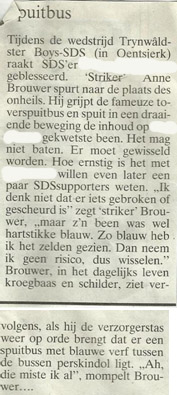 spuitbus
Tijdens de wedstrijd Trynwâld-
ster Boys-SDS (in Oentsjerk)
raakt SDS'er
geblesseerd. 'Striker' Anne
Brouwer spurt naar de plaats des
onheils. Hij grijpt de fameuze to-
verspuitbus en spuit in een draai-
ende beweging de inhoud op
gekwetste been. Het mag
niet baten. Er moet gewisseld
worden. Hoe ernstig is het met
willen even later een
paar SDSsupporters weten. „Ik
denk niet dat er iets gebroken of
gescheurd is” zegt ‘striker’ Brou-
wer, „maar z’n been was wel
hartstikke blauw. Zo blauw heb
ik het zelden gezien. Dan neem
ik geen risico, dus wisselen.”
Brouwer, in het dagelijks leven
kroegbaas en schilder, ziet ver-
volgens, als hij de verzorgerstas
weer op orde brengt dat er een
spuitbus met blauwe verf tussen
de bussen perskindol ligt. „Ah,
die miste ik al”, mompelt Brou-
wer....